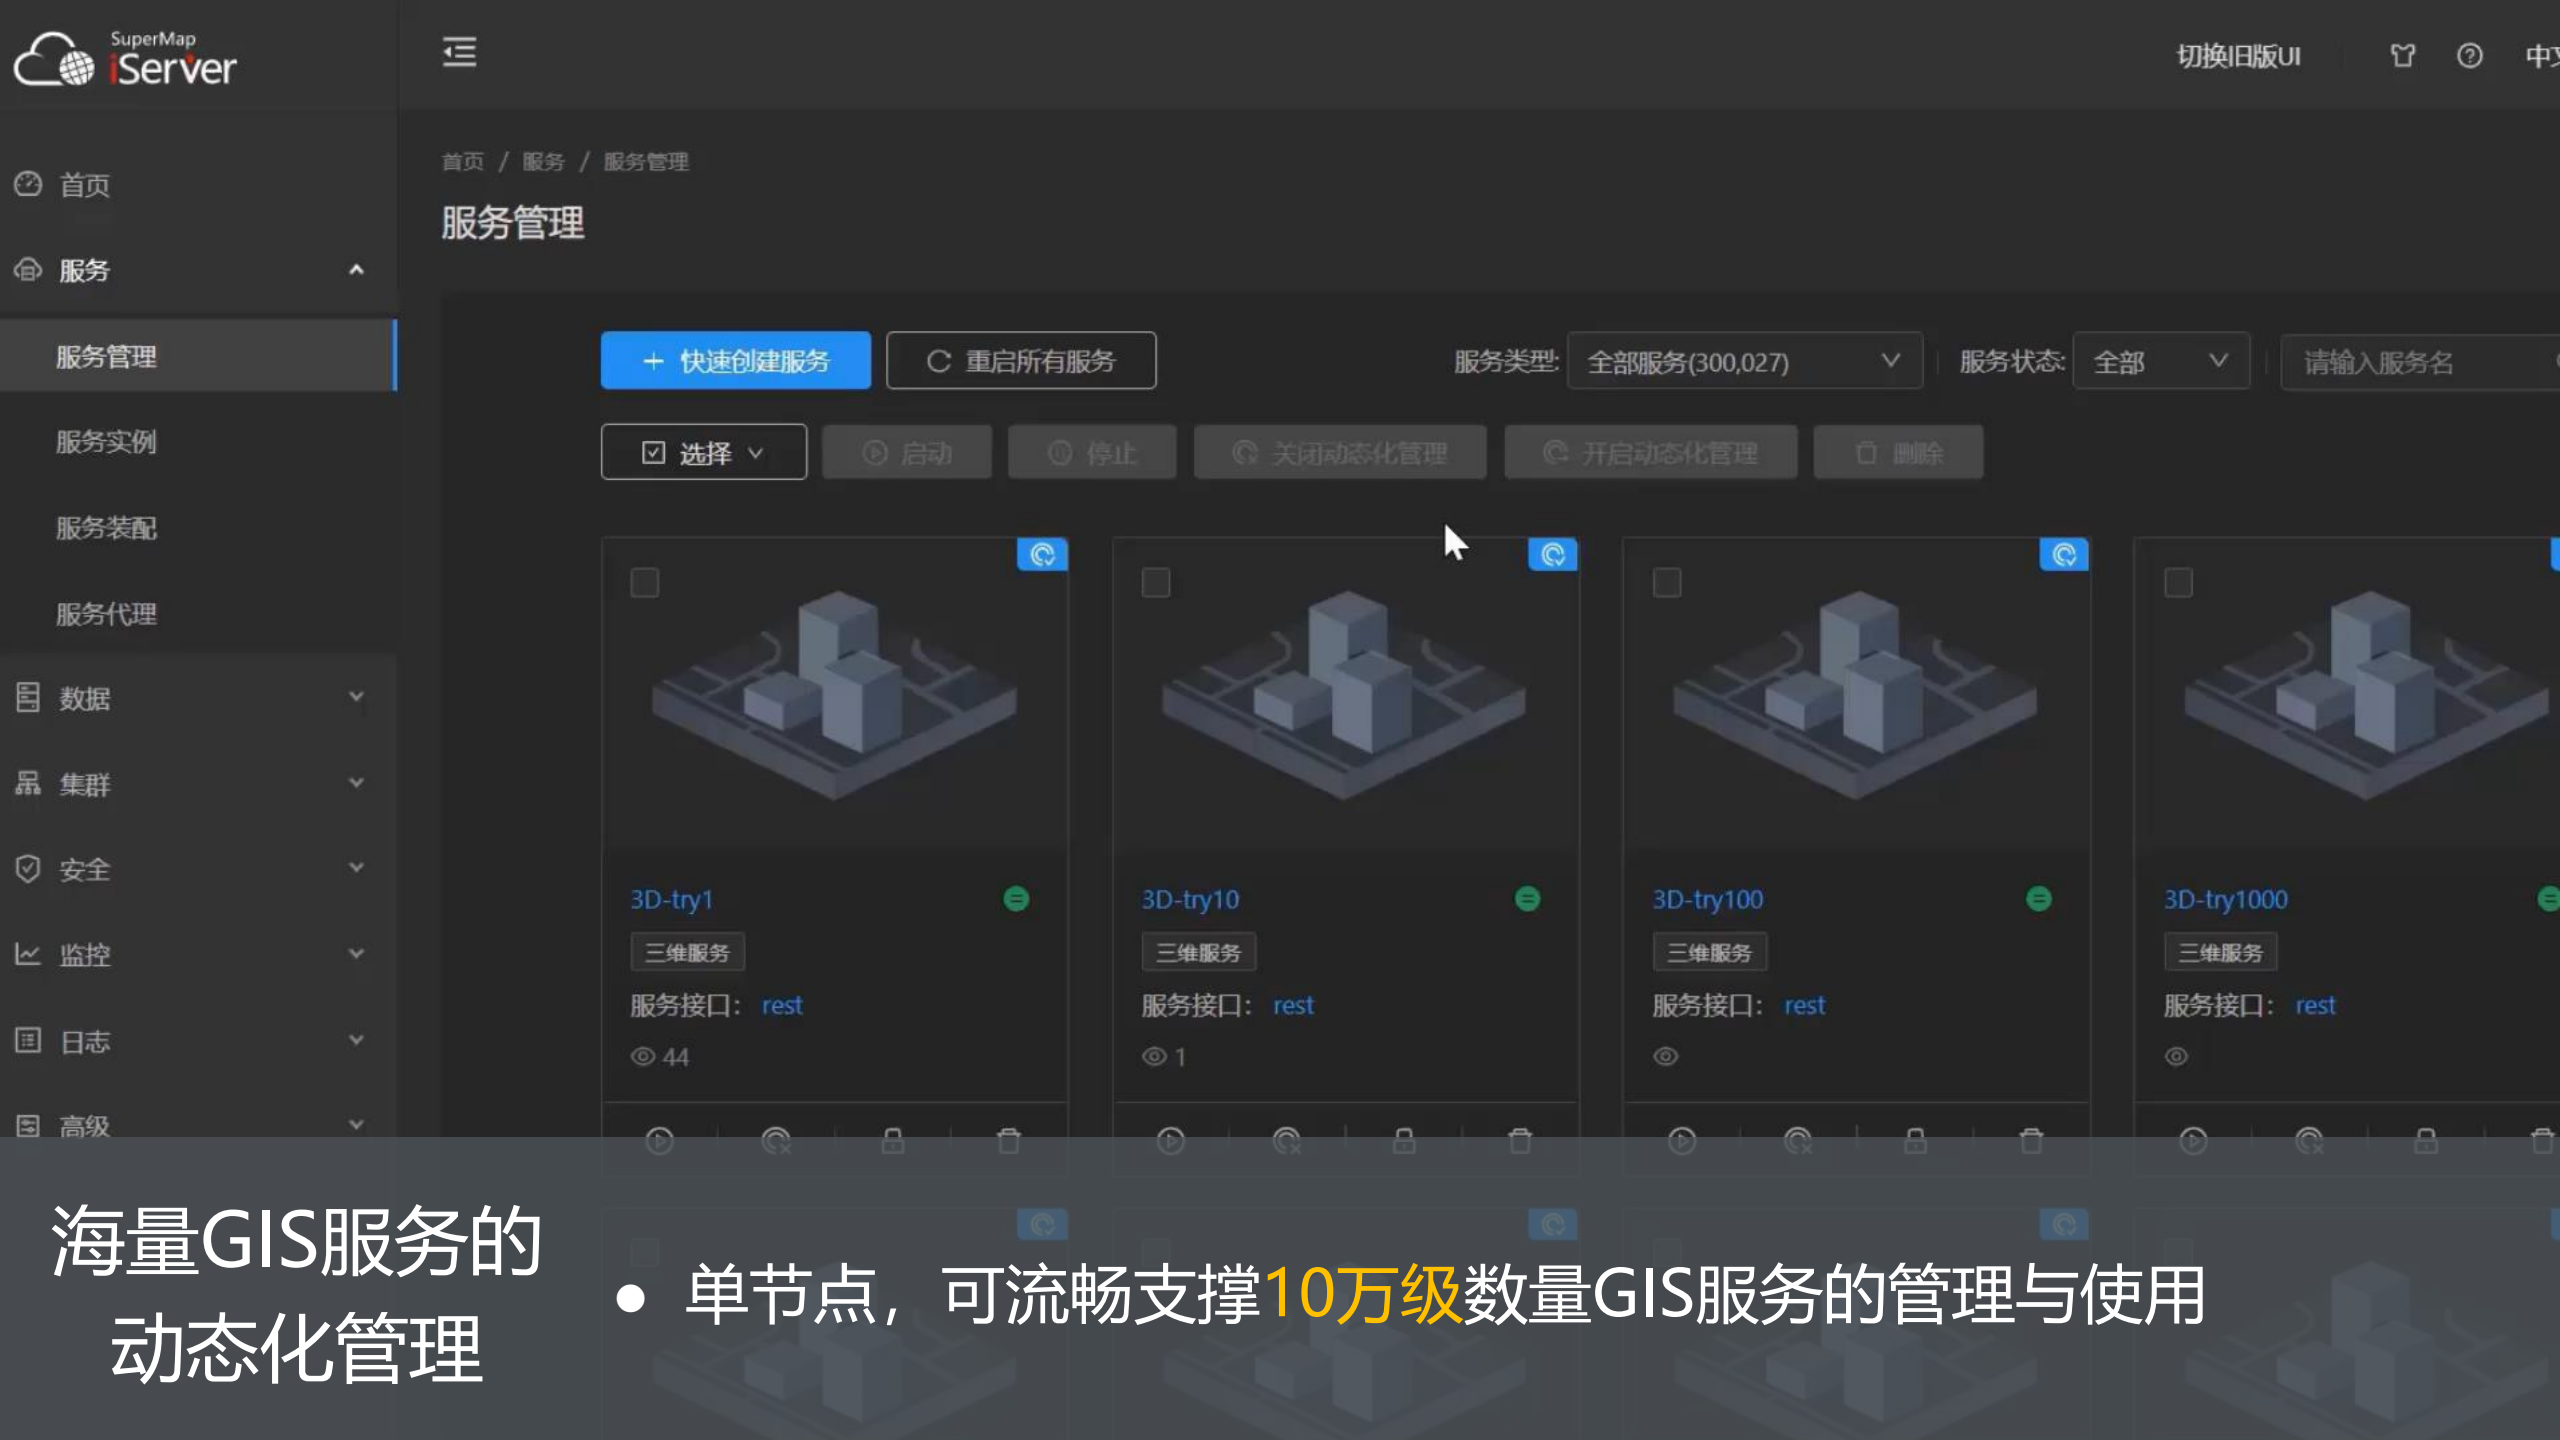 SuperMap
iServer
切换旧版UI
首页 / 服务 / 服务管理
服务管理
首页
服务
服务管理
服务实例
服务装配
服务代理
数据
集群
安全
监控
日志
高级
+ 快速创建服务
重启所有服务
服务类型: 全部服务(300,027)
服务状态: 全部
请输入服务名
选择
启动
停止
关闭动态化管理
开启动态化管理
删除
3D-try1
三维服务
服务接口: rest
44
3D-try10
三维服务
服务接口: rest
1
3D-try100
三维服务
服务接口: rest
3D-try1000
三维服务
服务接口: rest
海量GIS服务的
动态化管理
● 单节点，可流畅支撑10万级数量GIS服务的管理与使用